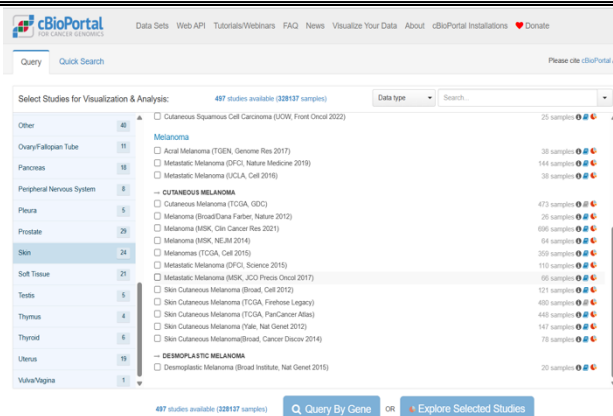 cBioPortal
FOR CANCER GENOMICS
Data Sets Web API Tutorials/Webinars FAQ News Visualize Your Data About cBioPortal Installations Donate
Query Quick Search
Please cite cBioPortal
Select Studies for Visualization & Analysis: 497 studies available (328137 samples) Data type Search...
Other 40
Ovary/Fallopian Tube 11
Pancreas 18
Peripheral Nervous System 8
Pleura 5
Prostate 29
Skin 24
Soft Tissue 21
Testis 5
Thymus 4
Thyroid 6
Uterus 19
Vulva/Vagina 1
Cutaneous Squamous Cell Carcinoma (UOW, Front Oncol 2022) 25 samples
Melanoma
Acral Melanoma (TGEN, Genome Res 2017) 38 samples
Metastatic Melanoma (DFCI, Nature Medicine 2019) 144 samples
Metastatic Melanoma (UCLA, Cell 2016) 38 samples
CUTANEOUS MELANOMA
Cutaneous Melanoma (TCGA, GDC) 473 samples
Melanoma (Broad/Dana Farber, Nature 2012) 26 samples
Melanoma (MSK, Clin Cancer Res 2021) 696 samples
Melanoma (MSK, NEJM 2014) 64 samples
Melanomas (TCGA, Cell 2015) 359 samples
Metastatic Melanoma (DFCI, Science 2015) 110 samples
Metastatic Melanoma (MSK, JCO Precis Oncol 2017) 66 samples
Skin Cutaneous Melanoma (Broad, Cell 2012) 121 samples
Skin Cutaneous Melanoma (TCGA, Firehose Legacy) 480 samples
Skin Cutaneous Melanoma (TCGA, PanCancer Atlas) 448 samples
Skin Cutaneous Melanoma (Yale, Nat Genet 2012) 147 samples
Skin Cutaneous Melanoma(Broad, Cancer Discov 2014) 78 samples
DESMOPLASTIC MELANOMA
Desmoplastic Melanoma (Broad Institute, Nat Genet 2015) 20 samples
497 studies available (328137 samples) Query By Gene OR Explore Selected Studies